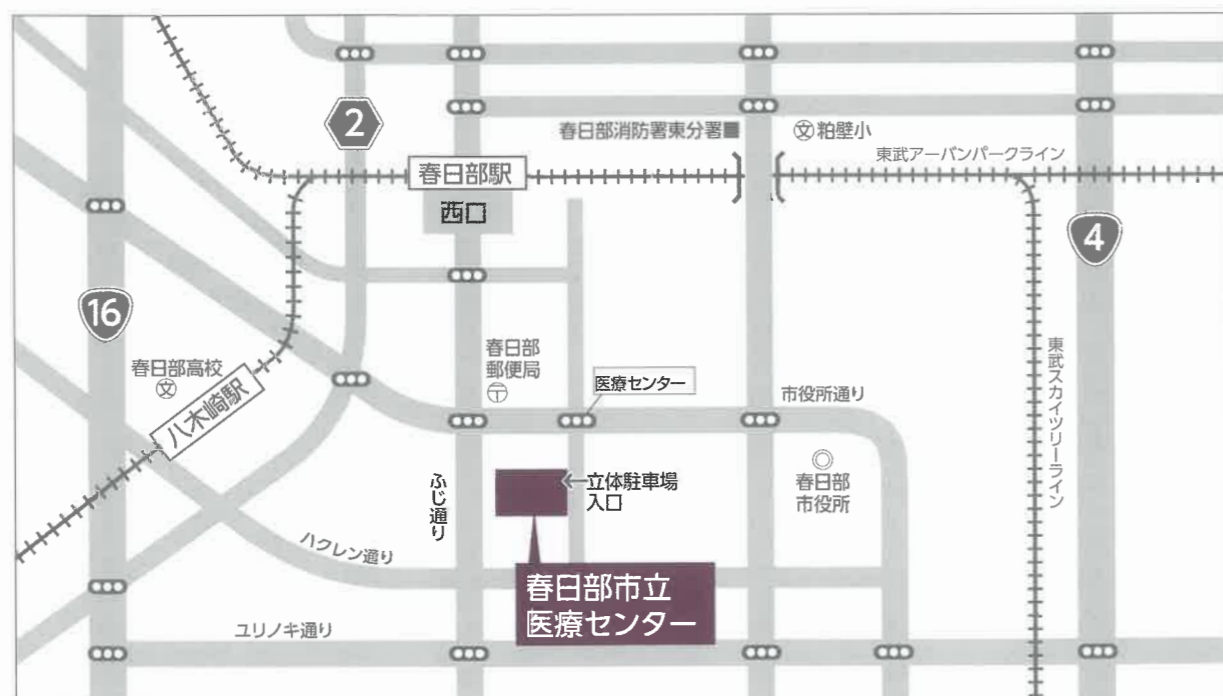 2
春日部消防署東分署■
㊫粕壁小
春日部駅
東武アーバンパークライン
西口
4
16
春日部高校
八木崎駅
春日部
郵便局
医療センター
市役所通り
東武スカイツリーライン
ふじ通り
立体駐車場
入口
春日部
市役所
ハクレン通り
春日部市立
医療センター
ユリノキ通り